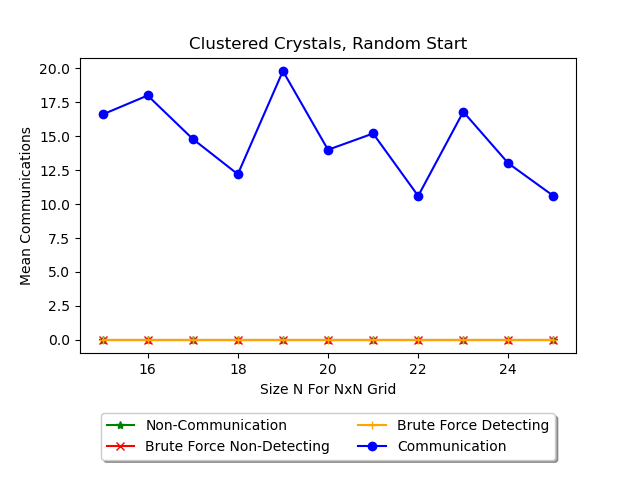 Clustered Crystals, Random Start
20.0
17.5
15.0
12.5
10.0
7.5
5.0
2.5
0.0
Mean Communications
16 18 20 22 24
Size N For NxN Grid
Non-Communication
Brute Force Non-Detecting
Brute Force Detecting
Communication